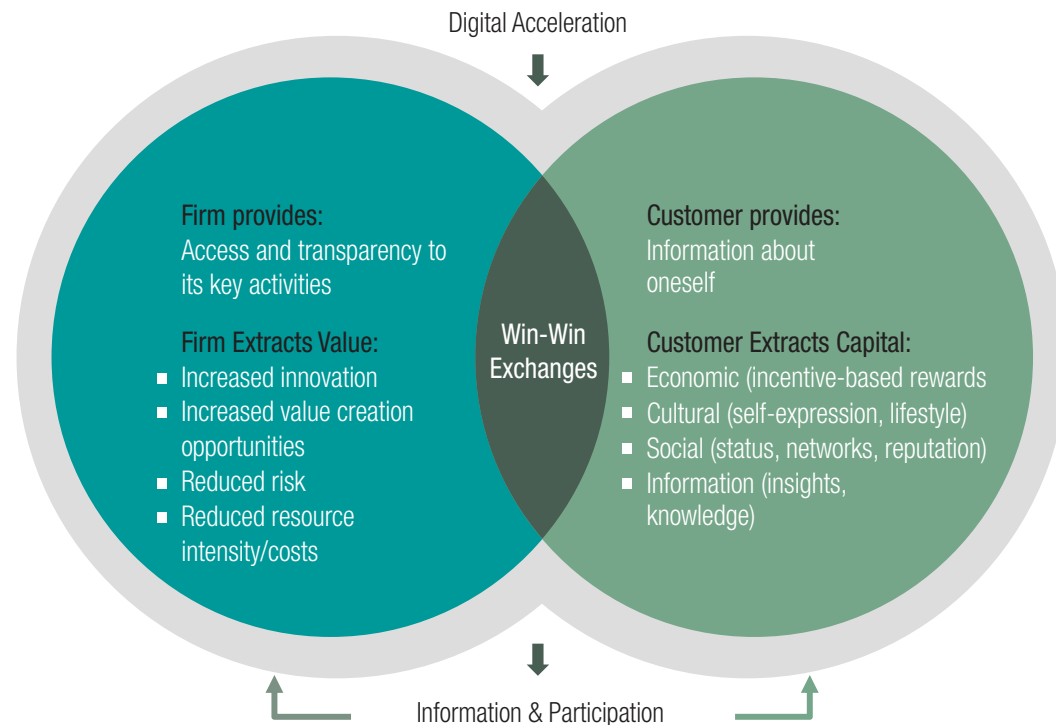 Digital Acceleration
Firm provides:
Access and transparency to
its key activities
Firm Extracts Value:
■ Increased innovation
■ Increased value creation
opportunities
■ Reduced risk
■ Reduced resource
intensity/costs
Win-Win
Exchanges
Customer provides:
Information about
oneself
Customer Extracts Capital:
■ Economic (incentive-based rewards
■ Cultural (self-expression, lifestyle)
■ Social (status, networks, reputation)
■ Information (insights,
knowledge)
Information & Participation